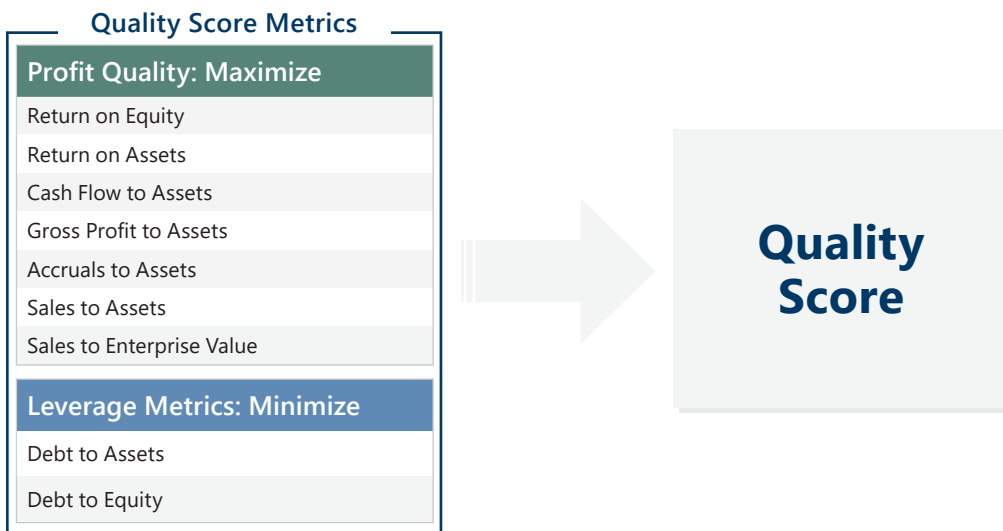 Quality Score Metrics
Profit Quality: Maximize
Return on Equity
Return on Assets
Cash Flow to Assets
Gross Profit to Assets
Accruals to Assets
Sales to Assets
Sales to Enterprise Value
Leverage Metrics: Minimize
Debt to Assets
Debt to Equity
Quality
Score